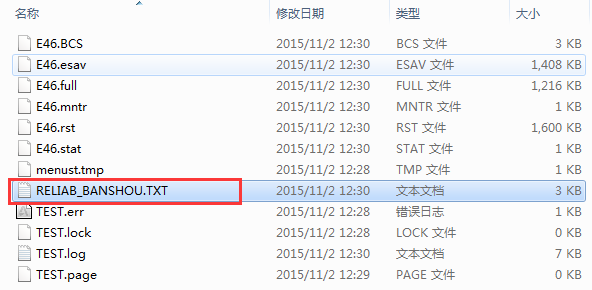 名称 修改日期 类型 大小
E46.BCS 2015/11/2 12:30 BCS 文件 3 KB
E46.esav 2015/11/2 12:30 ESAV 文件 1,408 KB
E46.full 2015/11/2 12:30 FULL 文件 1,216 KB
E46.mntr 2015/11/2 12:30 MNTR 文件 1 KB
E46.rst 2015/11/2 12:30 RST 文件 1,600 KB
E46.stat 2015/11/2 12:30 STAT 文件 1 KB
menust.tmp 2015/11/2 12:28 TMP 文件 1 KB
RELIAB_BANSHOU.TXT 2015/11/2 12:30 文本文档 3 KB
TEST.err 2015/11/2 12:28 错误日志 1 KB
TEST.lock 2015/11/2 12:28 LOCK 文件 0 KB
TEST.log 2015/11/2 12:30 文本文档 7 KB
TEST.page 2015/11/2 12:29 PAGE 文件 0 KB